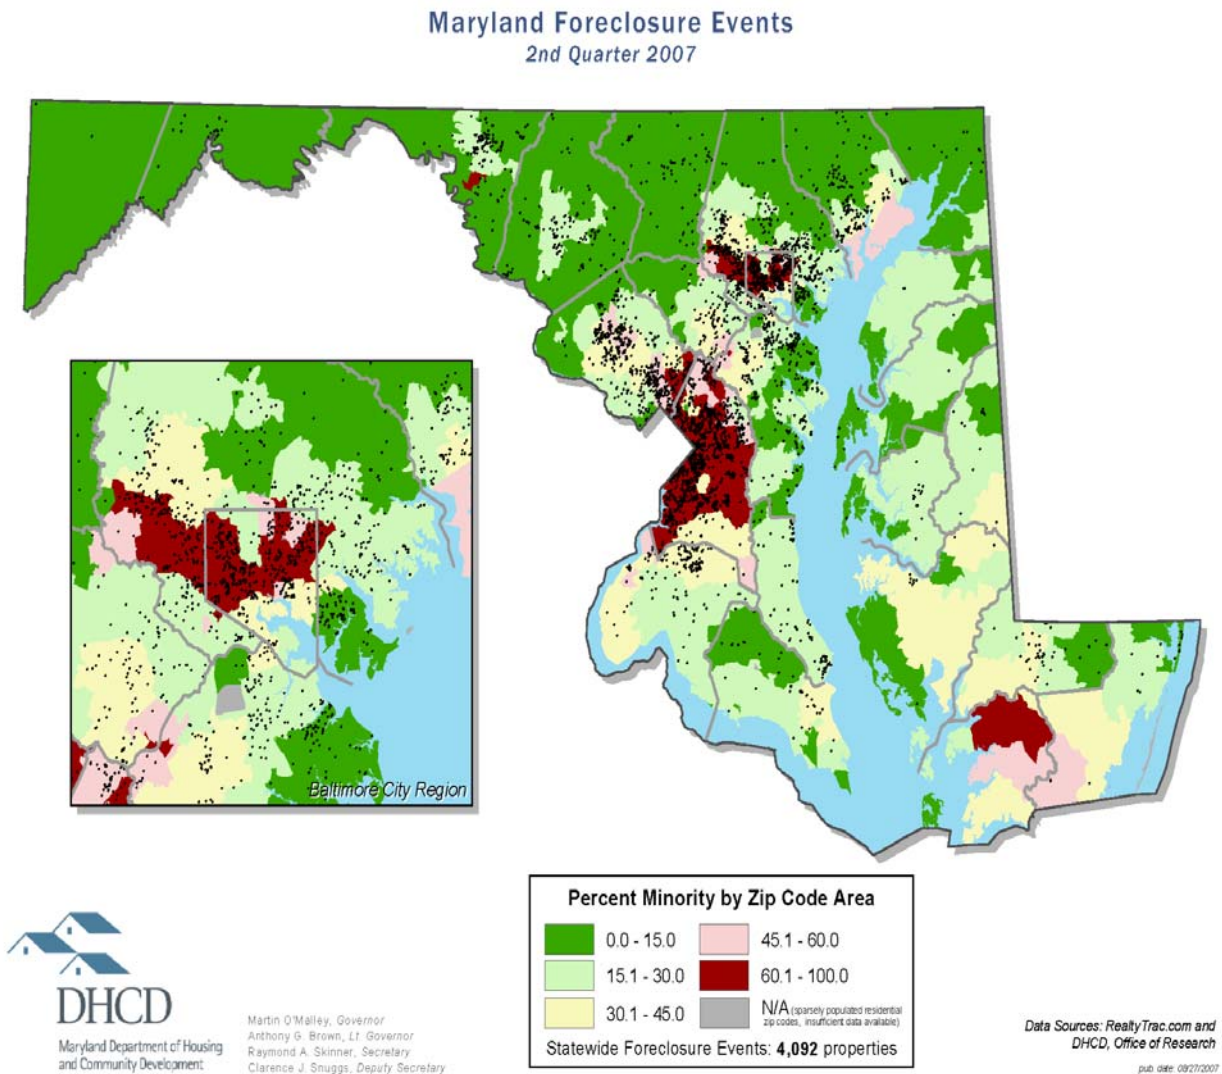 Maryland Foreclosure Events
2nd Quarter 2007
Baltimore City Region
Percent Minority by Zip Code Area
0.0 - 15.0
15.1 - 30.0
30.1 - 45.0
45.1 - 60.0
60.1 - 100.0
N/A (sparsely populated residential
zip codes, insufficient data available)
Statewide Foreclosure Events: 4,092 properties
DHCD
Maryland Department of Housing
and Community Development
Martin O'Malley, Governor
Anthony G. Brown, Lt. Governor
Raymond A. Skinner, Secretary
Clarence J. Snuggs, Deputy Secretary
Data Sources: RealtyTrac.com and
DHCD, Office of Research
pub. date: 08/27/2007